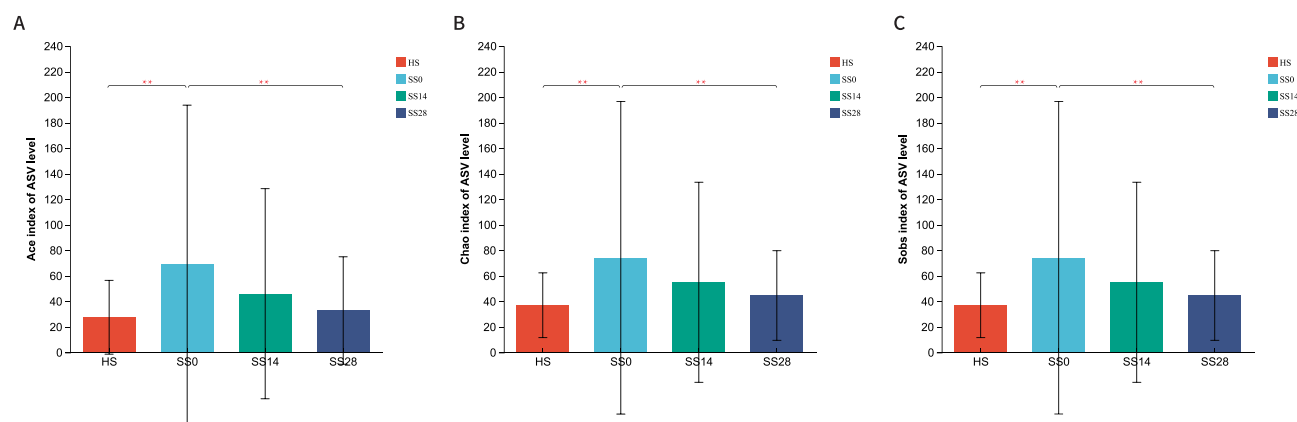 A
Ace index of ASV level
240
220
200
180
160
140
120
100
80
60
40
20
0
** **
HS SS0 SS14 SS28
HS
SS0
SS14
SS28
B
Chao index of ASV level
240
220
200
180
160
140
120
100
80
60
40
20
0
** **
HS SS0 SS14 SS28
HS
SS0
SS14
SS28
C
Sobs index of ASV level
240
220
200
180
160
140
120
100
80
60
40
20
0
** **
HS SS0 SS14 SS28
HS
SS0
SS14
SS28